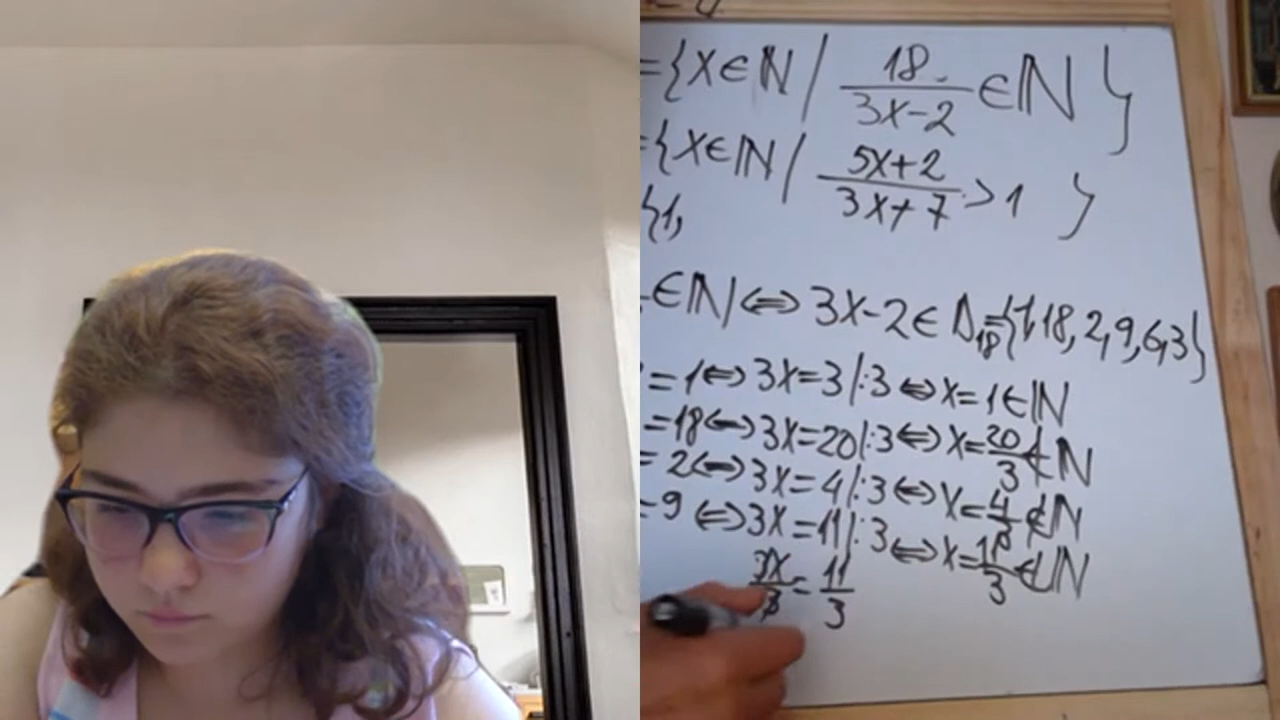 ={x∈ℕ / 18/(3x-2) ∈ℕ }
={x∈ℕ / (5x+2)/(3x+7) >1 }
{1,
∈ℕ ⇔ 3x-2∈ D₁₈={1,18,2,9,6,3}
=1⇔3x=3/:3⇔x=1∈ℕ
=18⇔3x=20/:3⇔x=20/3∉ℕ
=2⇔3x=4/:3⇔x=4/3∉ℕ
-9⇔3x=11/:3⇔x=11/3∉ℕ
3x/3=11/3